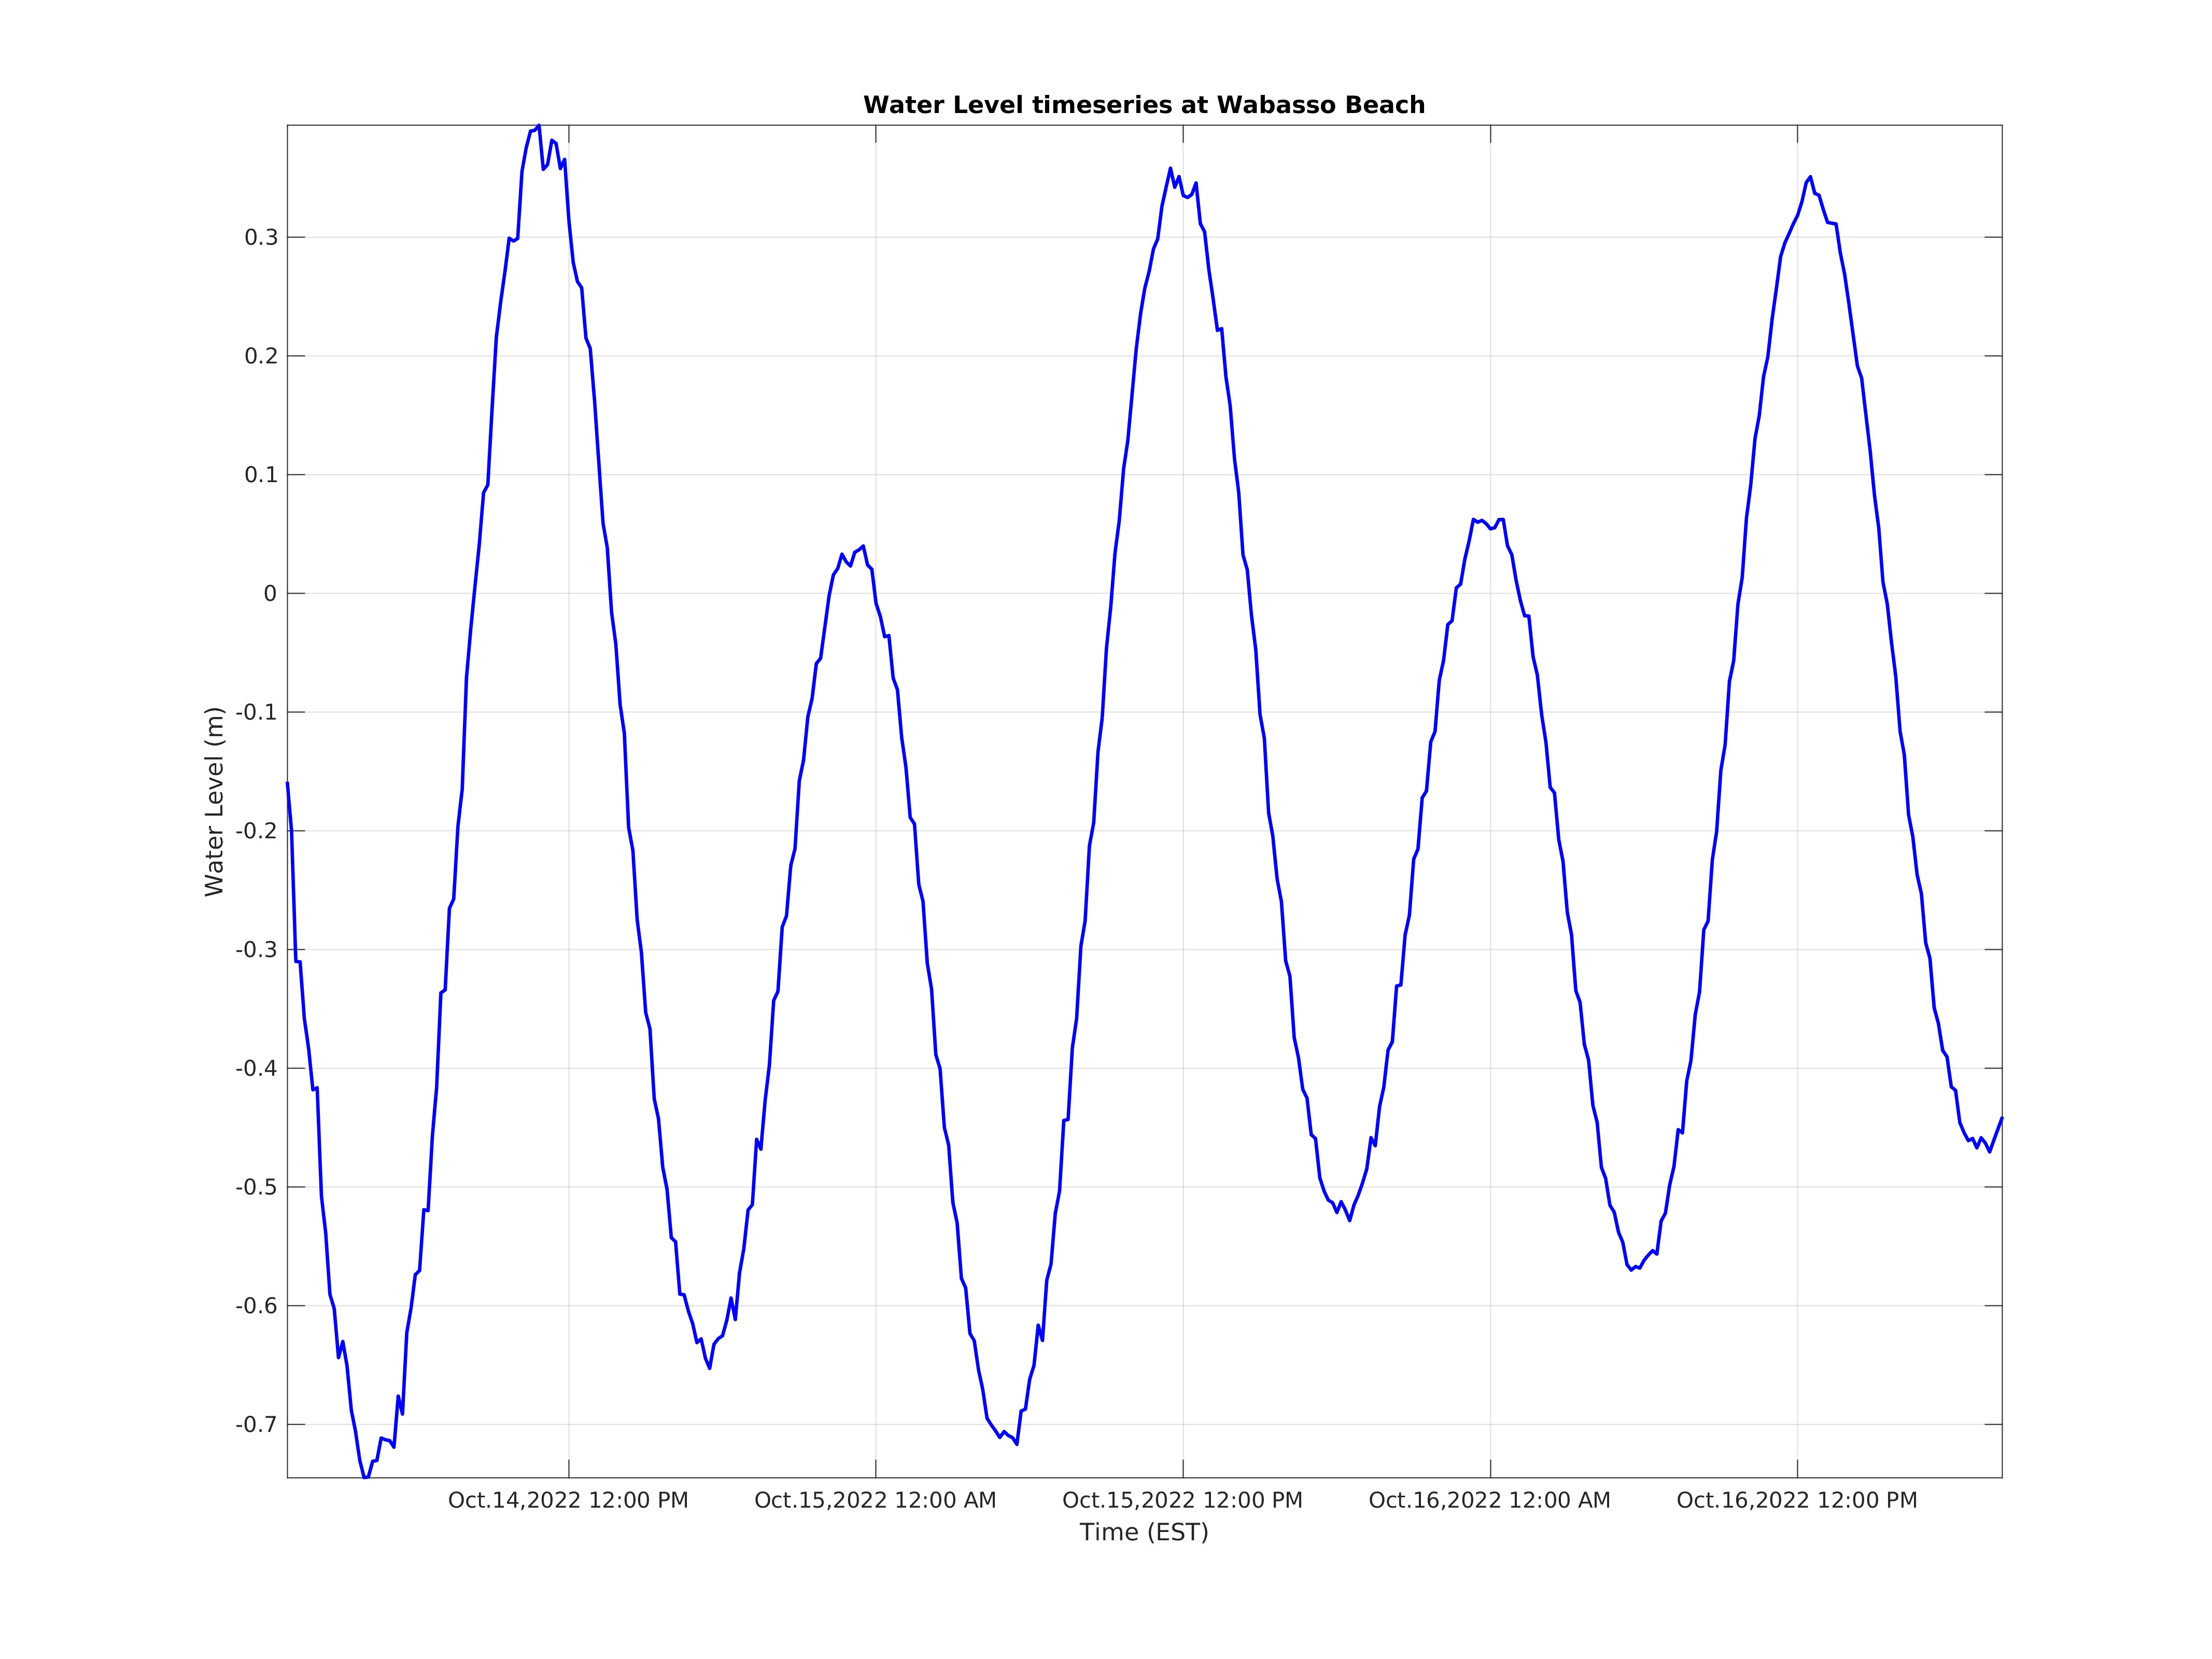 Water Level timeseries at Wabasso Beach
0.3
0.2
0.1
0
-0.1
-0.2
-0.3
-0.4
-0.5
-0.6
-0.7
Water Level (m)
Oct.14,2022 12:00 PM
Oct.15,2022 12:00 AM
Oct.15,2022 12:00 PM
Oct.16,2022 12:00 AM
Oct.16,2022 12:00 PM
Time (EST)